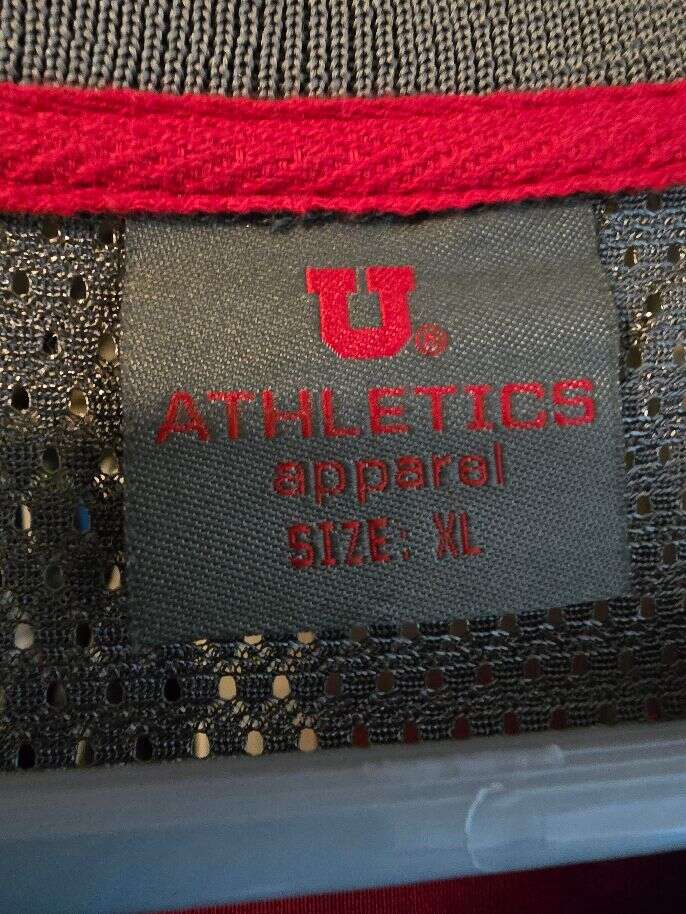 U®
ATHLETICS
apparel
SIZE: XL